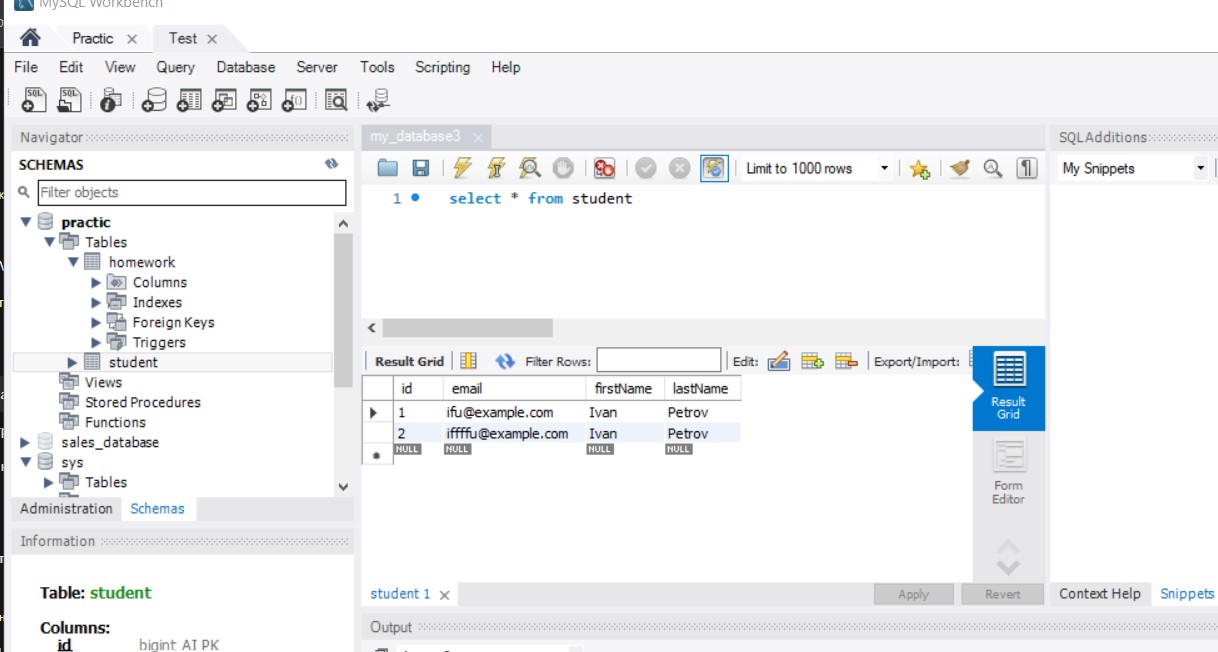 MySQL Workbench
Practic
Test
File Edit View Query Database Server Tools Scripting Help
Navigator
SCHEMAS
Filter objects
practic
Tables
homework
Columns
Indexes
Foreign Keys
Triggers
student
Views
Stored Procedures
Functions
sales_database
sys
Tables
Administration Schemas
Information
Table: student
Columns:
id bigint AI PK
my_database3
Limit to 1000 rows
1 select * from student
Result Grid Filter Rows: Edit: Export/Import:
id email firstName lastName
1 ifu@example.com Ivan Petrov
2 iffffu@example.com Ivan Petrov
NULL NULL NULL NULL
Result
Grid
Form
Editor
student 1 Apply Revert
Output
SQLAdditions
My Snippets
Context Help Snippets